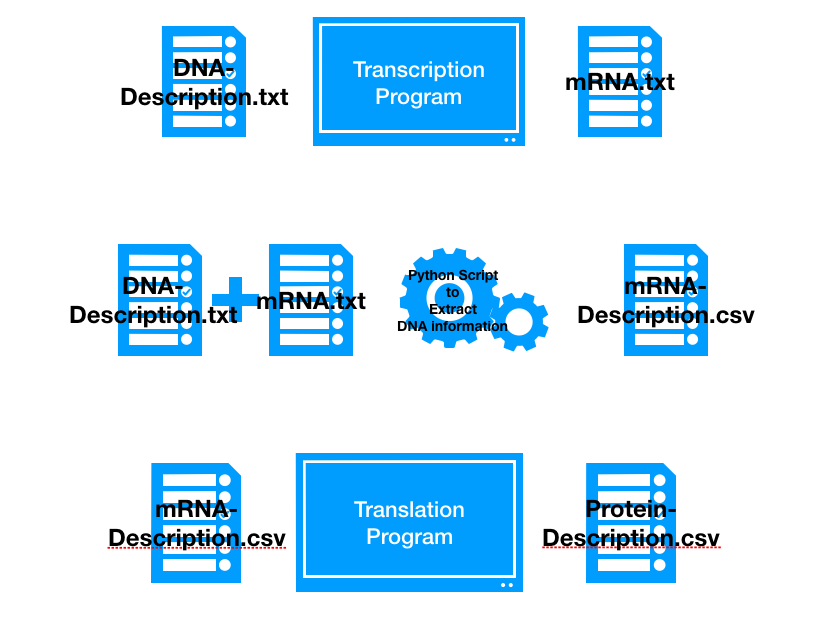 DNA-
Description.txt
Transcription
Program
mRNA.txt
DNA-
Description.txt
mRNA.txt
Python Script
to
Extract
DNA information
mRNA-
Description.csv
mRNA-
Description.csv
Translation
Program
Protein-
Description.csv